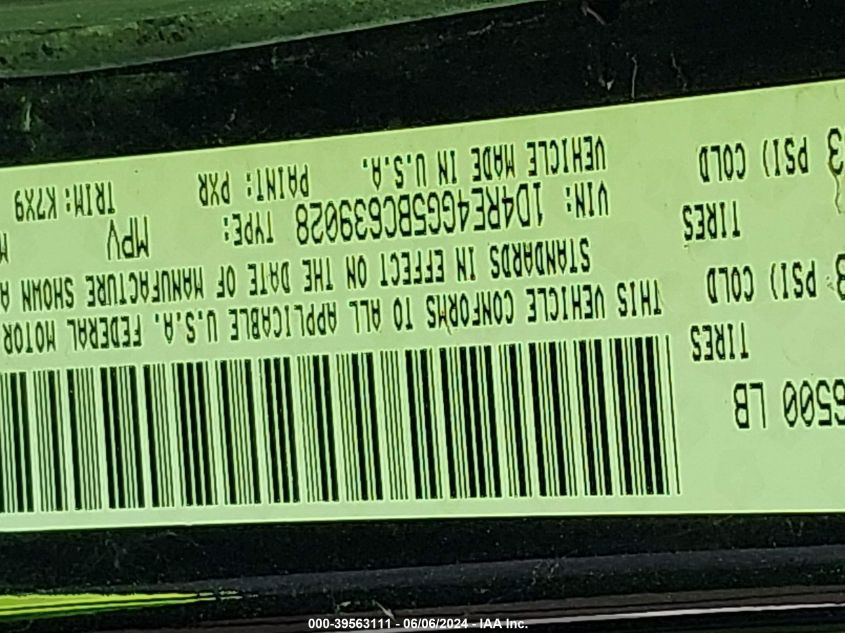 6500 LB
TIRES
3 PSI) COLD
TIRES
3 PSI) COLD
THIS VEHICLE CONFORMS TO ALL APPLICABLE U.S.A. FEDERAL MOTOR
STANDARDS IN EFFECT ON THE DATE OF MANUFACTURE SHOWN A
VIN: 1D4RE4GG5BC639028 TYPE: MPV M
VEHICLE MADE IN U.S.A. PAINT: PXR TRIM: K7X9
000-39563111 - 06/06/2024 - IAA Inc.